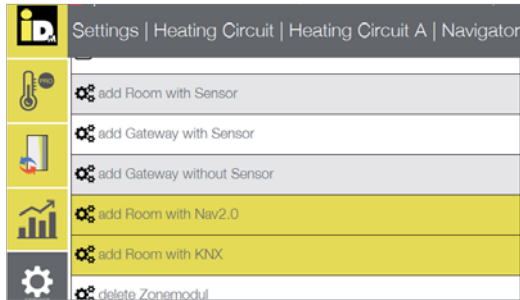 iDM
Settings | Heating Circuit | Heating Circuit A | Navigator
PRO
add Room with Sensor
add Gateway with Sensor
add Gateway without Sensor
add Room with Nav2.0
add Room with KNX
delete Zonemodul